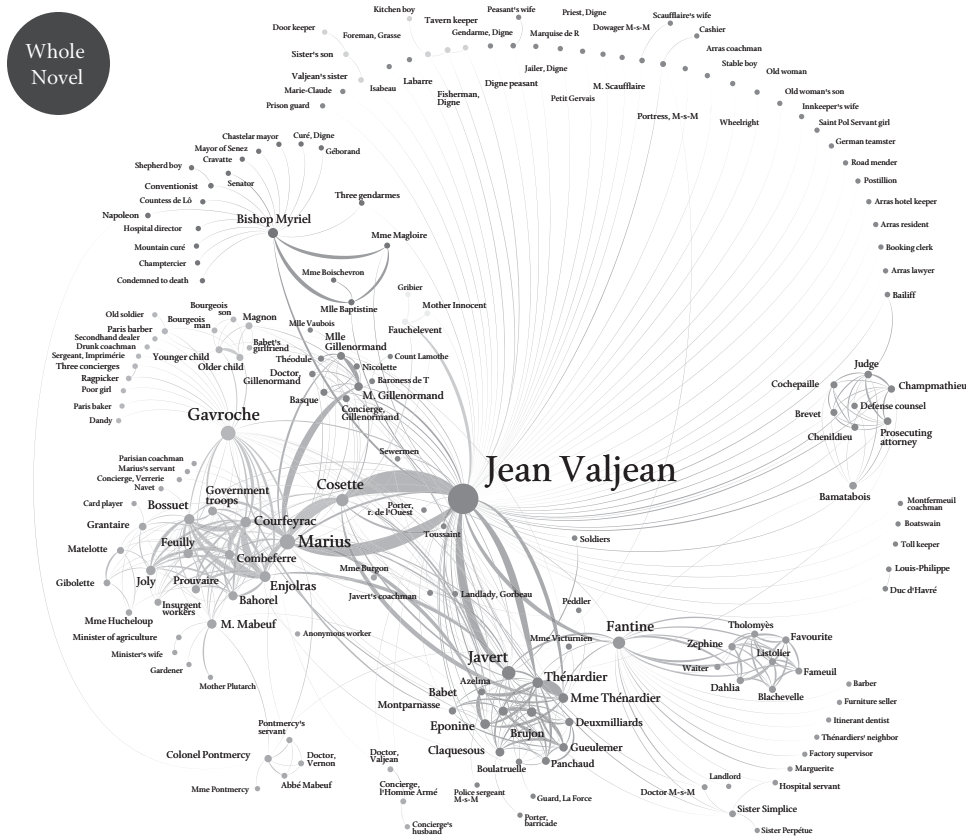 Whole
Novel
Kitchen boy
Peasant's wife
Priest, Digne
Scaufflaire's wife
Door keeper
Tavern keeper
Foreman, Grasse
Gendarme, Digne
Marquise de R
Dowager M-s-M
Cashier
Sister's son
Arras coachman
Stable boy
Valjean's sister
Labarre
Jailer, Digne
Old woman
Marie-Claude
Isabeau
Digne peasant
M. Scaufflaire
Old woman's son
Prison guard
Fisherman,
Digne
Petit Gervais
Innkeeper's wife
Portress, M-s-M
Wheelright
Saint Pol Servant girl
Chastelar mayor
Curé, Digne
German teamster
Mayor of Senez
Géborand
Cravatte
Shepherd boy
Road mender
Conventionist
Senator
Postillion
Countess de Lô
Three gendarmes
Arras hotel keeper
Napoleon
Bishop Myriel
Hospital director
Arras resident
Mme Magloire
Mountain curé
Booking clerk
Champtercier
Arras lawyer
Condemned to death
Mme Boischevron
Gribier
Bailiff
Mlle Baptistine
Mother Innocent
Old soldier
Bourgeois
son
Magnon
Mlle Vaubois
Fauchelevent
Bourgeois
man
Paris barber
Secondhand dealer
Drunk coachman
Babet's
girlfriend
Mlle
Gillenormand
Sergeant, Imprimérie
Younger child
Théodule
Count Lamothe
Three concierges
Older child
Doctor,
Gillenormand
Nicolette
Judge
Ragpicker
Baroness de T
Cochepaille
Champmathieu
Poor girl
Basque
M. Gillenormand
Paris baker
Gavroche
Concierge,
Gillenormand
Brevet
Defense counsel
Dandy
Chenildieu
Prosecuting
attorney
Sewermen
Parisian coachman
Marius's servant
Concierge, Verrerie
Navet
Cosette
Jean Valjean
Bamatabois
Card player
Bossuet
Government
troops
Porter,
r. de l'Ouest
Montfermeuil
coachman
Grantaire
Courfeyrac
Toussaint
Boatswain
Feuilly
Marius
Soldiers
Toll keeper
Matelotte
Combeferre
Gibolette
Joly
Prouvaire
Enjolras
Mme Burgon
Louis-Philippe
Bahorel
Javert's coachman
Landlady, Gorbeau
Duc d'Havré
Insurgent
workers
Peddler
Mme Hucheloup
M. Mabeuf
Anonymous worker
Fantine
Tholomyès
Minister of agriculture
Mme Victurnien
Zéphine
Favourite
Minister's wife
Javert
Listolier
Gardener
Azelma
Thénardier
Waiter
Fameuil
Mother Plutarch
Babet
Mme Thénardier
Dahlia
Blachevelle
Barber
Montparnasse
Furniture seller
Pontmercy's
servant
Eponine
Brujon
Deuxmilliards
Itinerant dentist
Colonel Pontmercy
Doctor,
Vernon
Doctor,
Valjean
Claquesous
Gueulemer
Thénardiers' neighbor
Boulatruelle
Panchaud
Factory supervisor
Mme Pontmercy
Abbé Mabeuf
Concierge,
l'Homme Armé
Police sergeant
M-s-M
Guard, La Force
Marguerite
Landlord
Doctor M-s-M
Hospital servant
Concierge's
husband
Porter,
barricade
Sister Simplice
Sister Perpétue